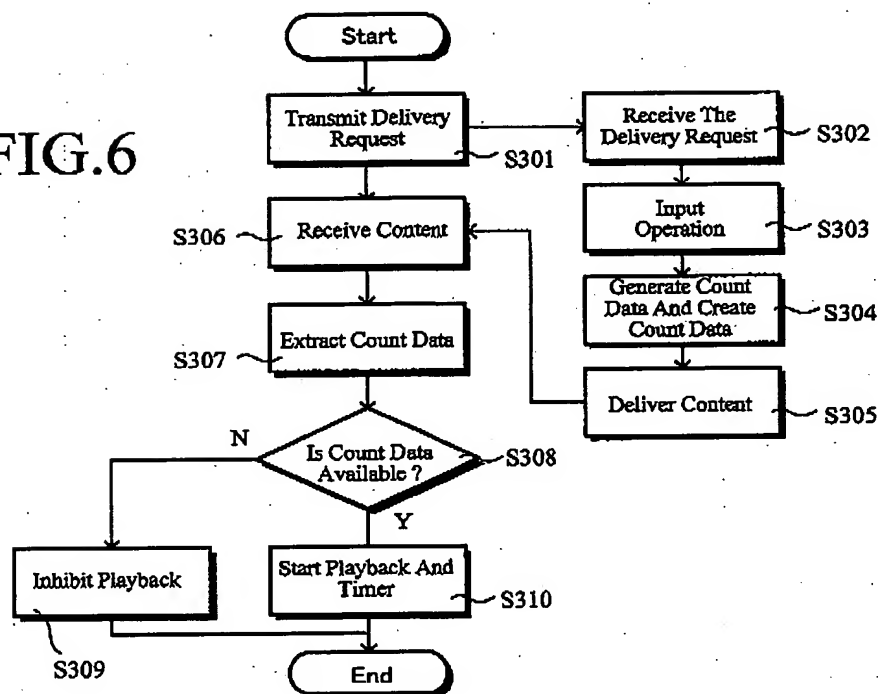 FIG.6
Start
Transmit Delivery
Request
S301
Receive The
Delivery Request
S302
Input
Operation
S303
Generate Count
Data And Create
Count Data
S304
Deliver Content
S305
S306
Receive Content
Extract Count Data
S307
Is Count Data
Available ?
S308
N
Y
Inhibit Playback
S309
Start Playback And
Timer
S310
End